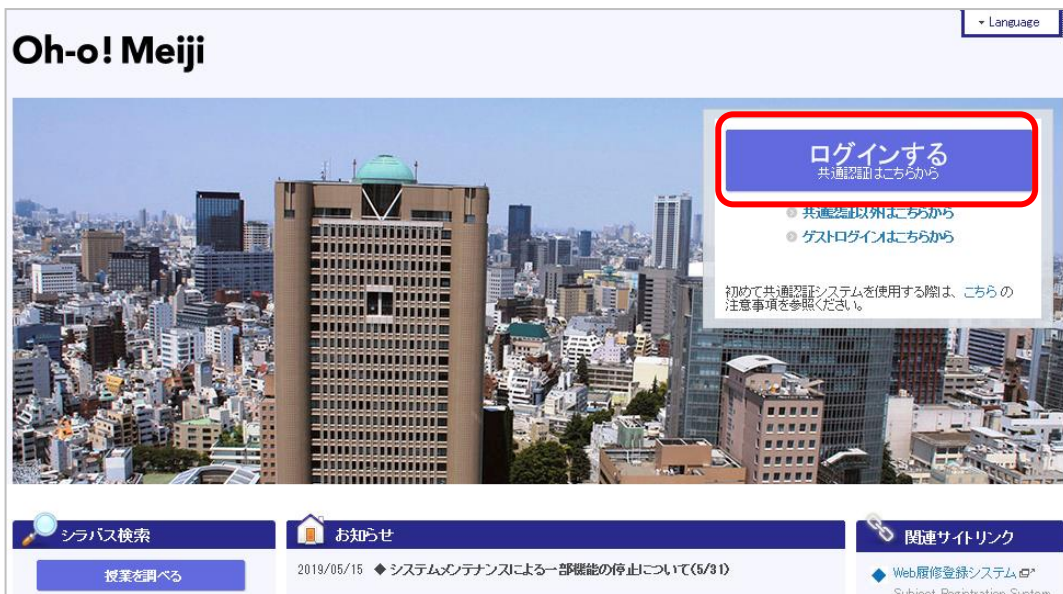 Language
Oh-o! Meiji
ログインする
共通認証はこちらから
共通認証以外はこちらから
ゲストログインはこちらから
初めて共通認証システムを使用する際は、こちらの
注意事項を参照ください。
シラバス検索
授業を調べる
お知らせ
2019/05/15 ◆システムメンテナンスによる一部機能の停止について(5/31)
関連サイトリンク
Web履修登録システム
Subject Registration System